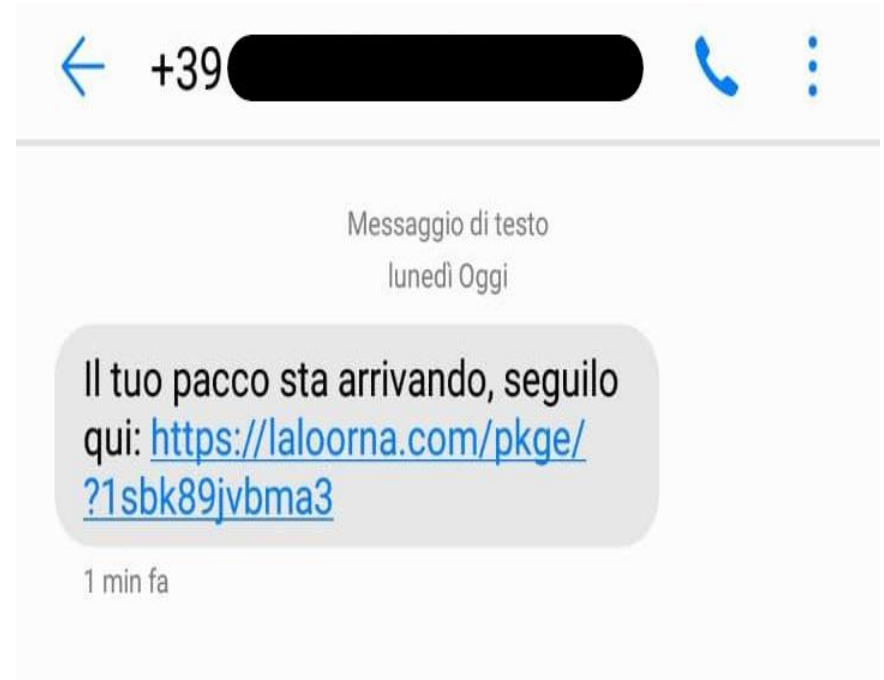 +39
Messaggio di testo
lunedì Oggi
Il tuo pacco sta arrivando, seguilo
qui: https://laloorna.com/pkge/
?1sbk89jvbma3
1 min fa